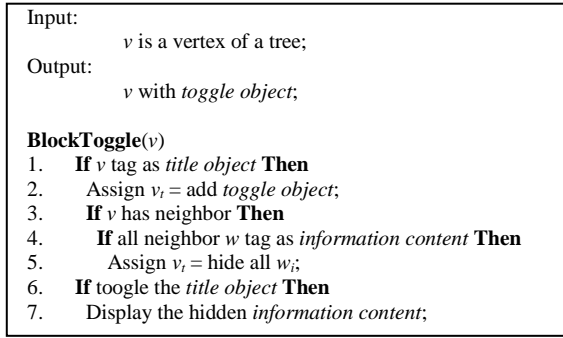 Input:
v is a vertex of a tree;
Output:
v with toggle object;
BlockToggle(v)
1. If v tag as title object Then
2. Assign vt = add toggle object;
3. If v has neighbor Then
4. If all neighbor w tag as information content Then
5. Assign vt = hide all wi;
6. If toogle the title object Then
7. Display the hidden information content;